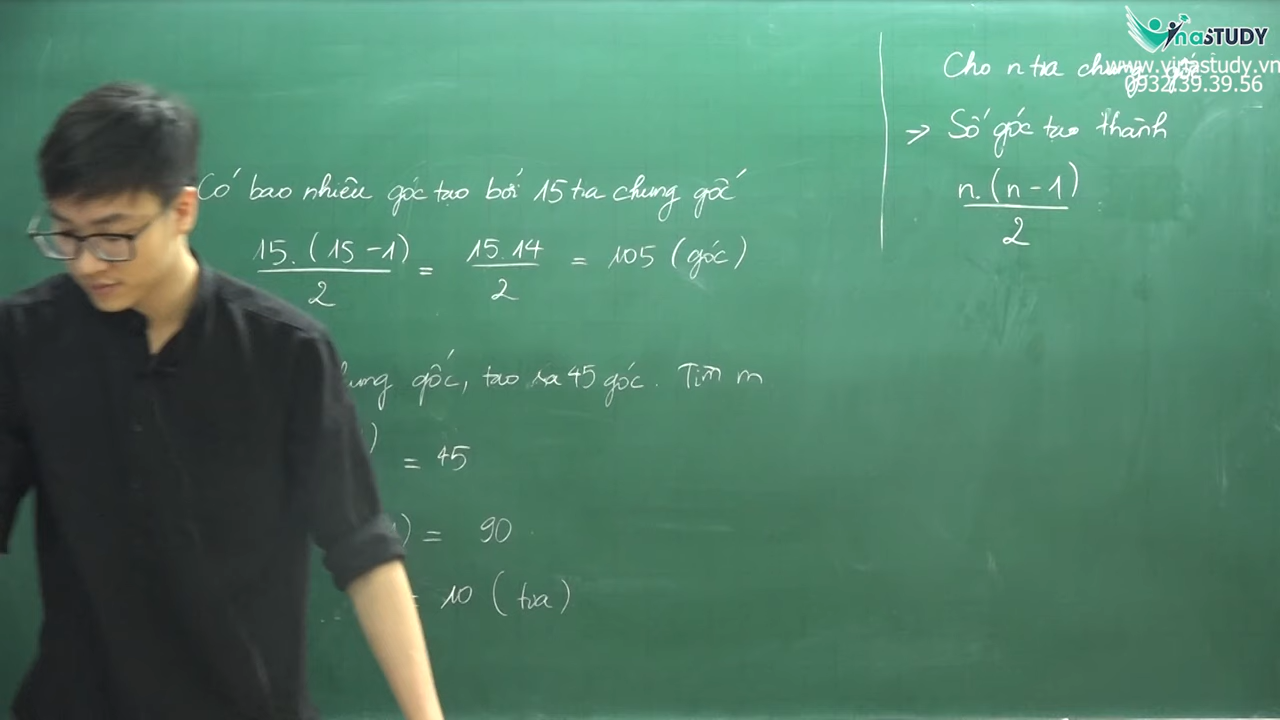 VinaSTUDY
www.vinastudy.vn
0932.39.39.56
Cho n tia chung gốc
=> Số góc tạo thành
n.(n-1)
2
Có bao nhiêu góc tạo bởi 15 tia chung gốc
15.(15-1) / 2 = 15.14 / 2 = 105 (góc)
chung gốc, tạo ra 45 góc. Tìm m
) = 45
) = 90
= 10 (tia)